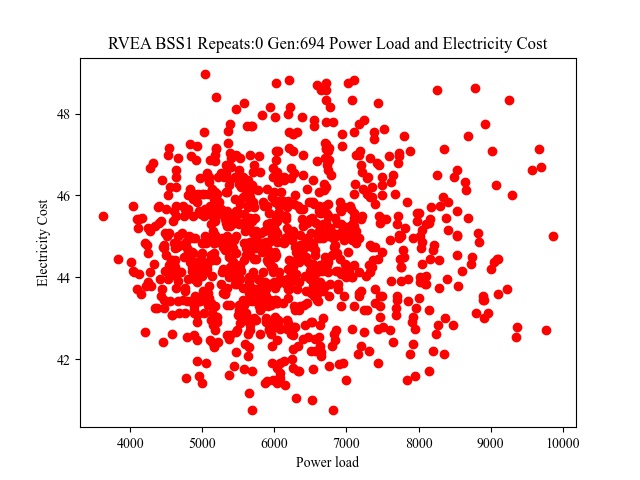 RVEA BSS1 Repeats:0 Gen:694 Power Load and Electricity Cost
48
46
44
42
Electricity Cost
4000 5000 6000 7000 8000 9000 10000
Power load